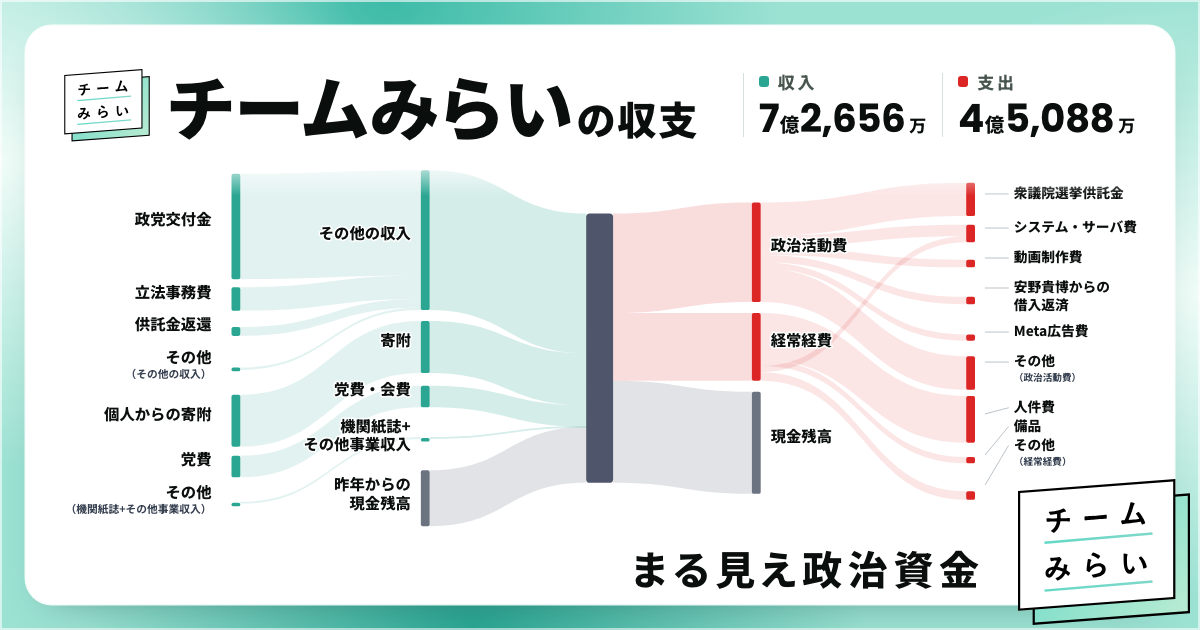 チーム
みらい
チームみらいの収支
収入
7億2,656万
支出
4億5,088万
政党交付金
立法事務費
供託金返還
その他
（その他の収入）
個人からの寄附
党費
その他
（機関紙誌+その他事業収入）
その他の収入
寄附
党費・会費
機関紙誌+
その他事業収入
昨年からの
現金残高
政治活動費
経常経費
現金残高
衆議院選挙供託金
システム・サーバ費
動画制作費
安野貴博からの
借入返済
Meta広告費
その他
（政治活動費）
人件費
備品
その他
（経常経費）
まる見え政治資金
チーム
みらい